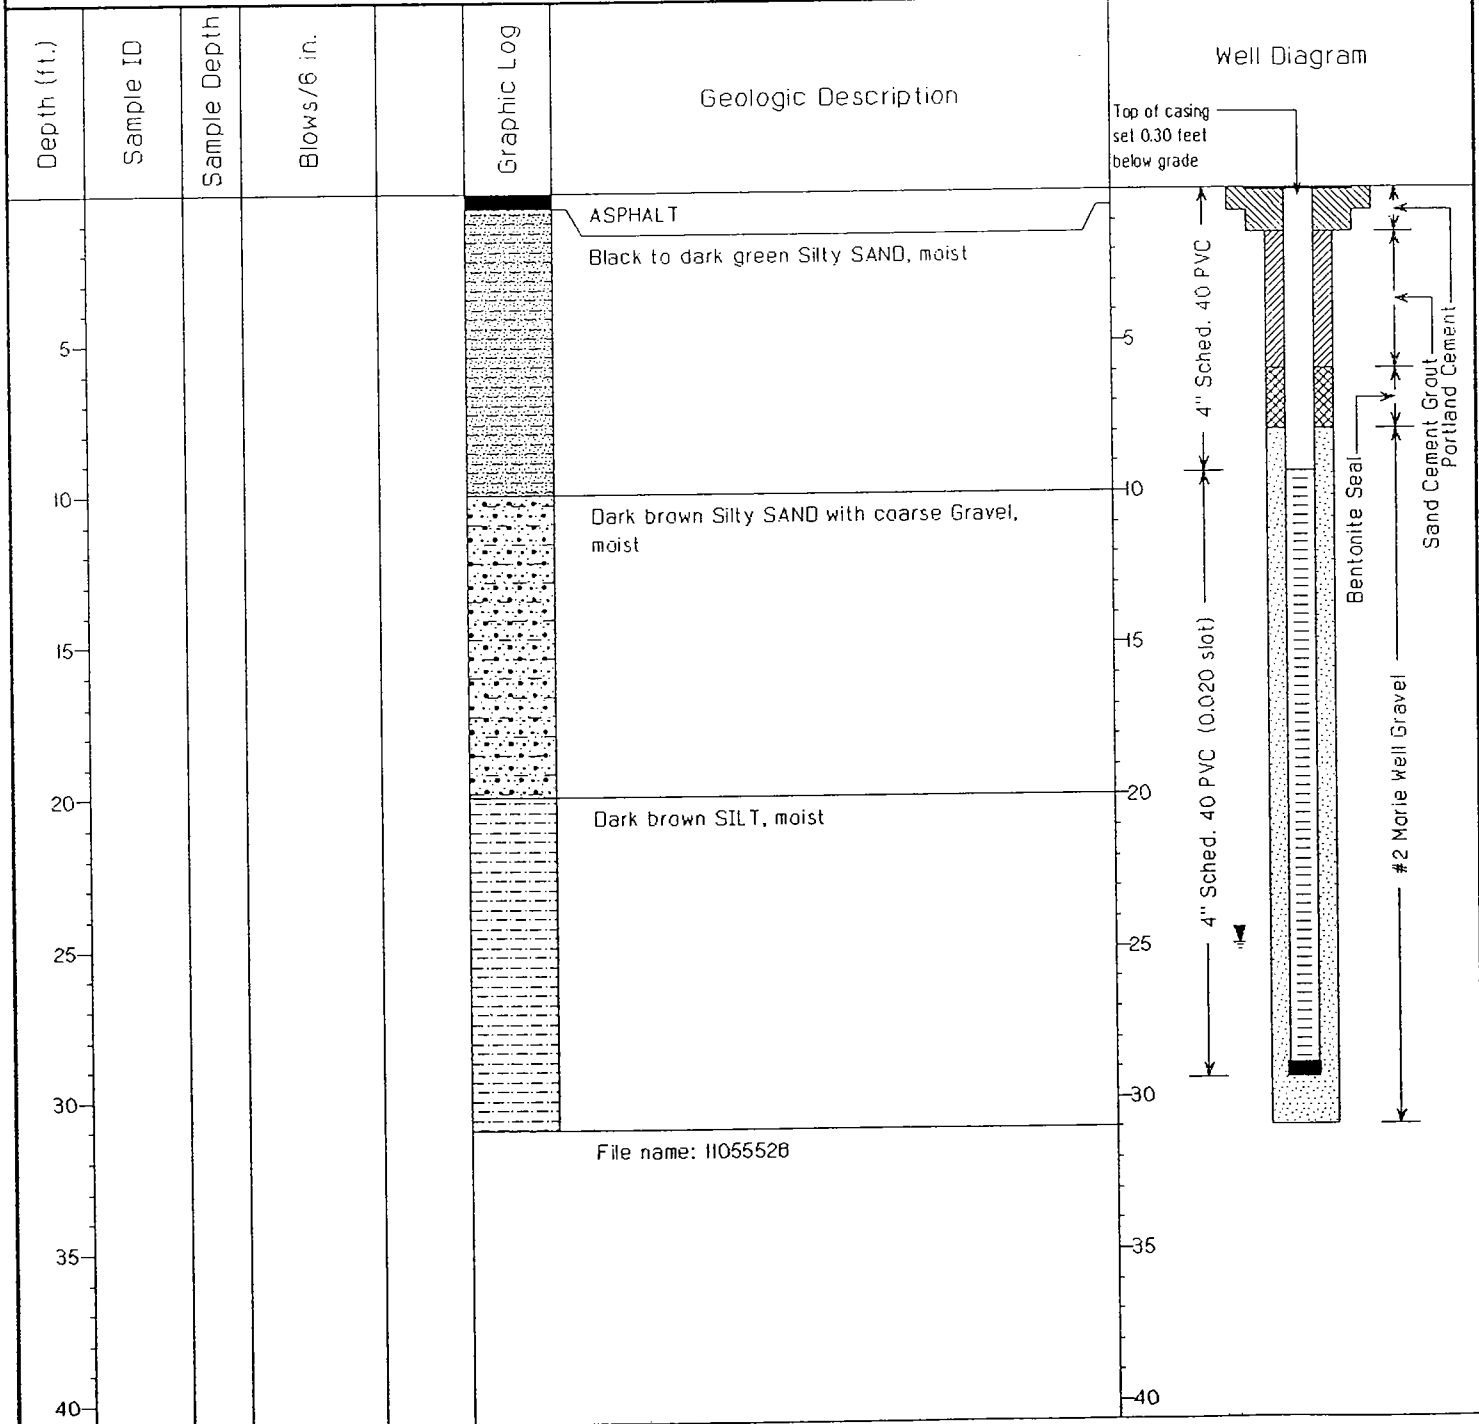 Depth (ft.)
Sample ID
Sample Depth
Blows/6 in.
Graphic Log
Geologic Description
Well Diagram
Top of casing
set 0.30 feet
below grade
ASPHALT
Black to dark green Silty SAND, moist
Dark brown Silty SAND with coarse Gravel,
moist
Dark brown SILT, moist
File name: 11055528
5
10
15
20
25
30
35
40
5
10
15
20
25
30
35
40
4" Sched. 40 PVC
4" Sched. 40 PVC (0.020 slot)
Bentonite Seal
#2 Morie Well Gravel
Sand Cement Grout
Portland Cement